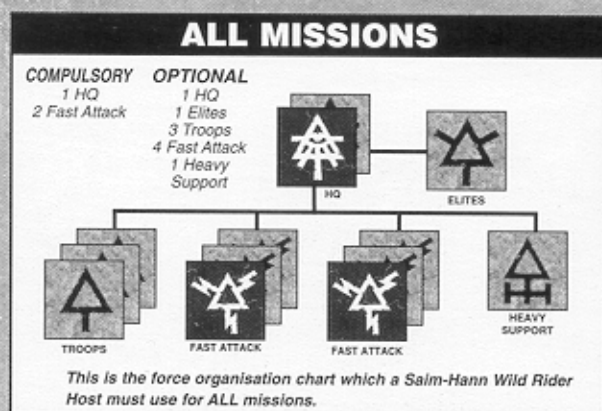 ALL MISSIONS
COMPULSORY
1 HQ
2 Fast Attack
OPTIONAL
1 HQ
1 Elites
3 Troops
4 Fast Attack
1 Heavy
Support
HQ
ELITES
TROOPS
FAST ATTACK
FAST ATTACK
HEAVY
SUPPORT
This is the force organisation chart which a Saim-Hann Wild Rider
Host must use for ALL missions.